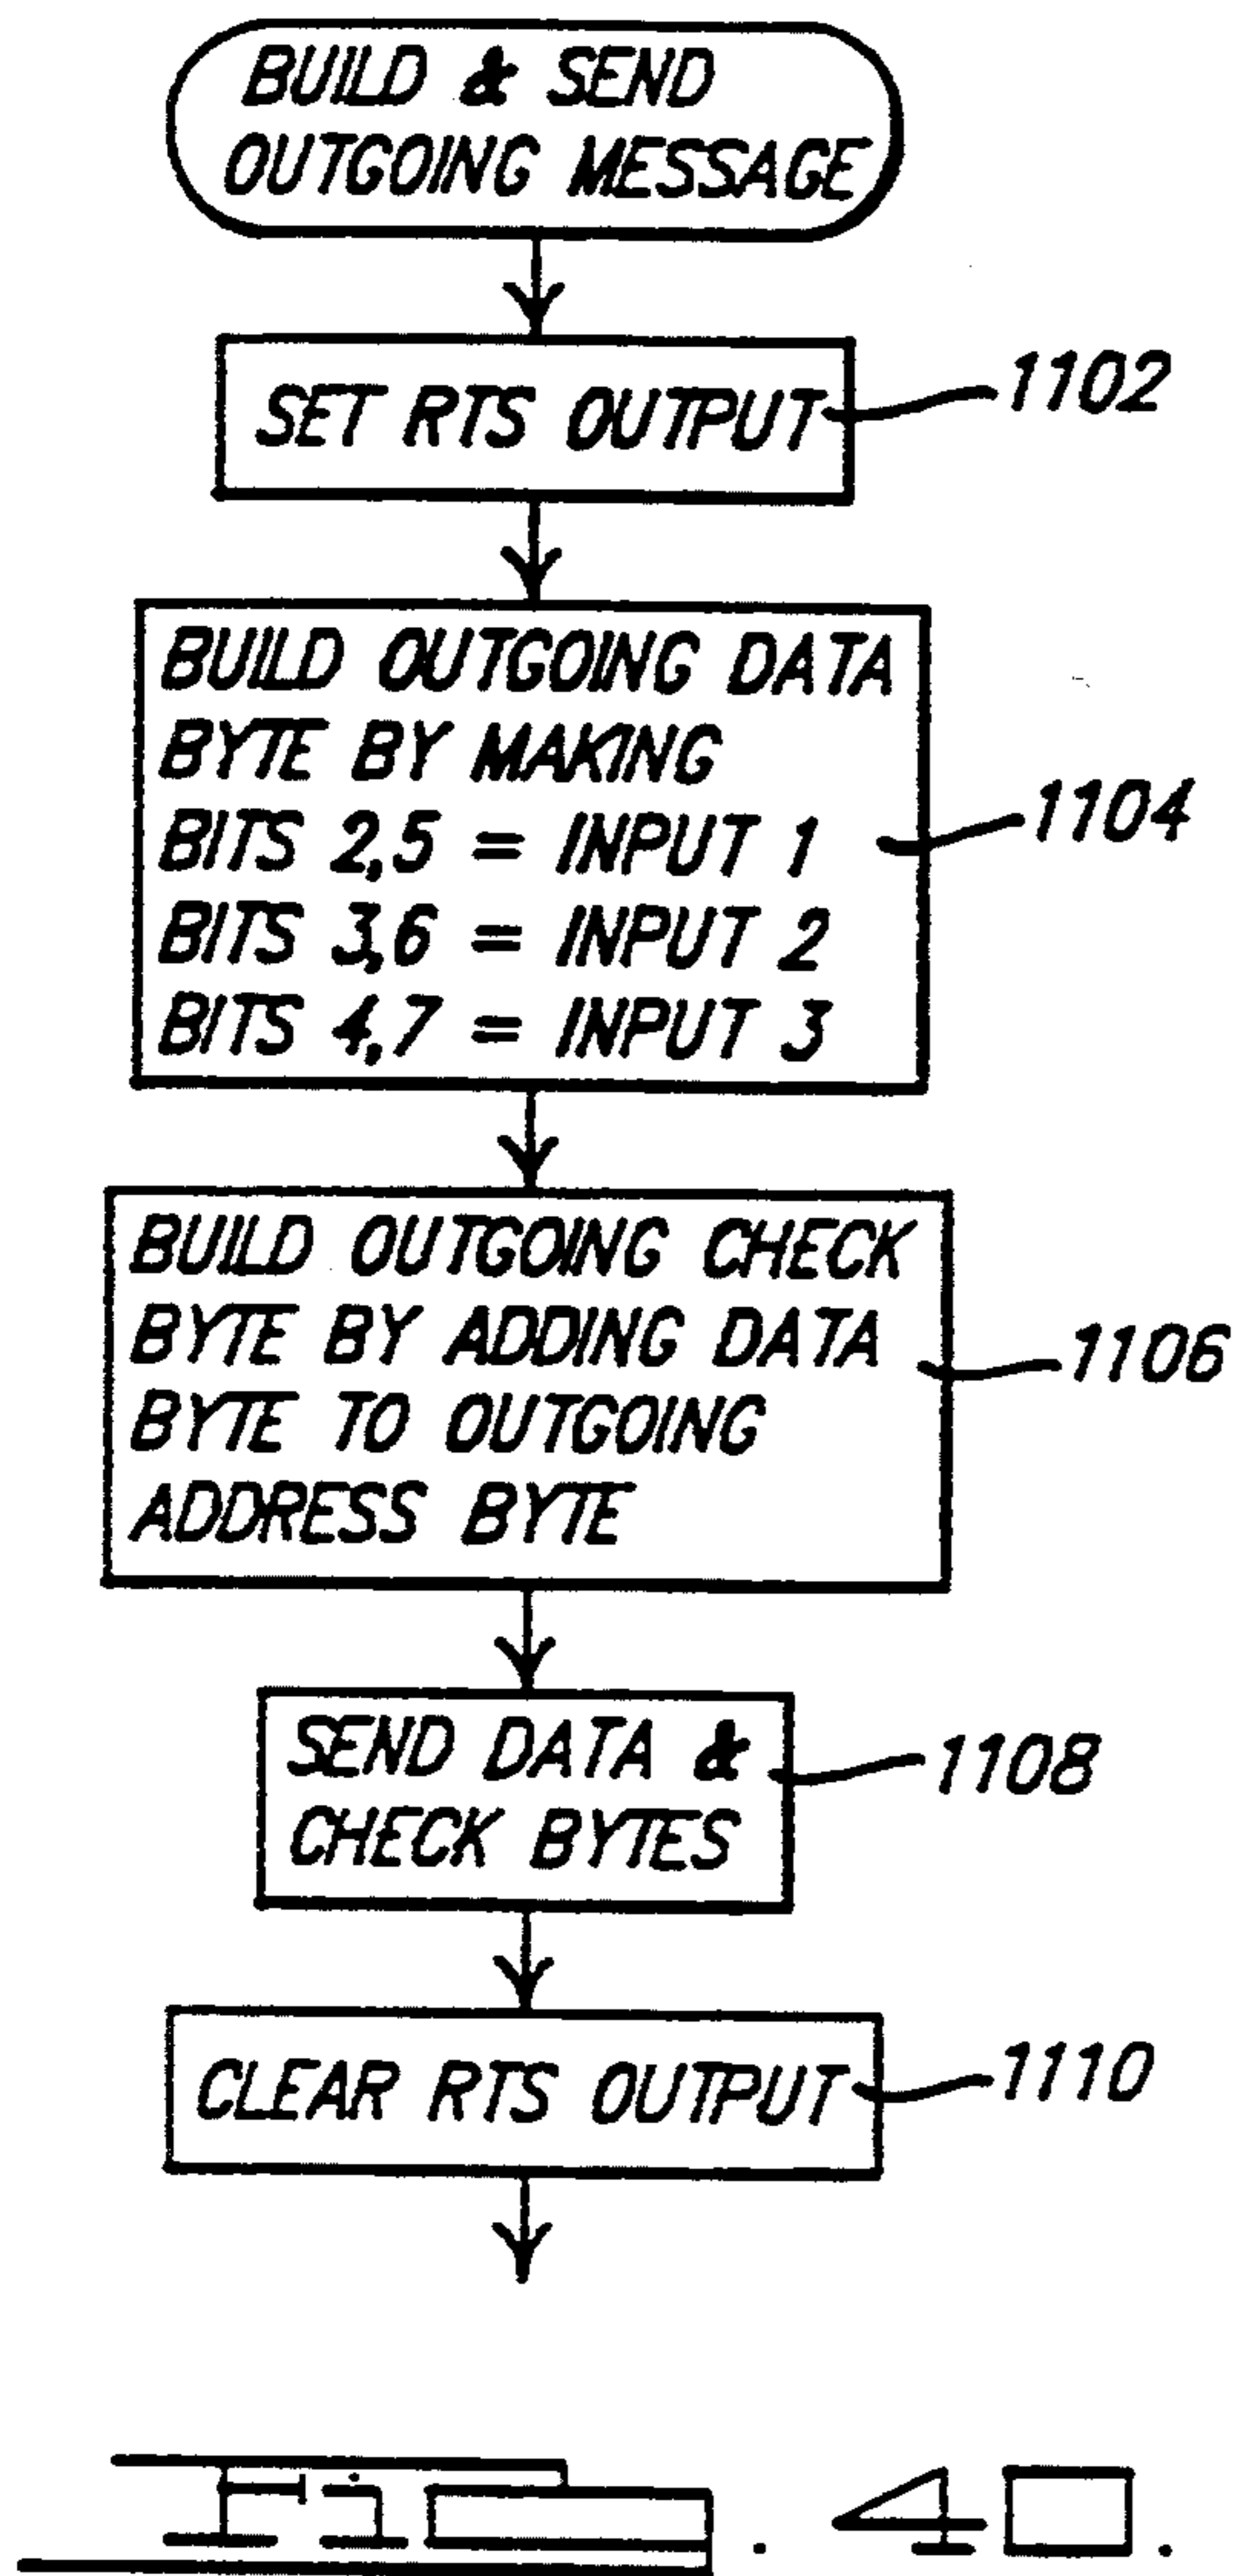 BUILD & SEND
OUTGOING MESSAGE
SET RTS OUTPUT
1102
BUILD OUTGOING DATA
BYTE BY MAKING
BITS 2,5 = INPUT 1
BITS 3,6 = INPUT 2
BITS 4,7 = INPUT 3
1104
BUILD OUTGOING CHECK
BYTE BY ADDING DATA
BYTE TO OUTGOING
ADDRESS BYTE
1106
SEND DATA &
CHECK BYTES
1108
CLEAR RTS OUTPUT
1110
Fig. 40.